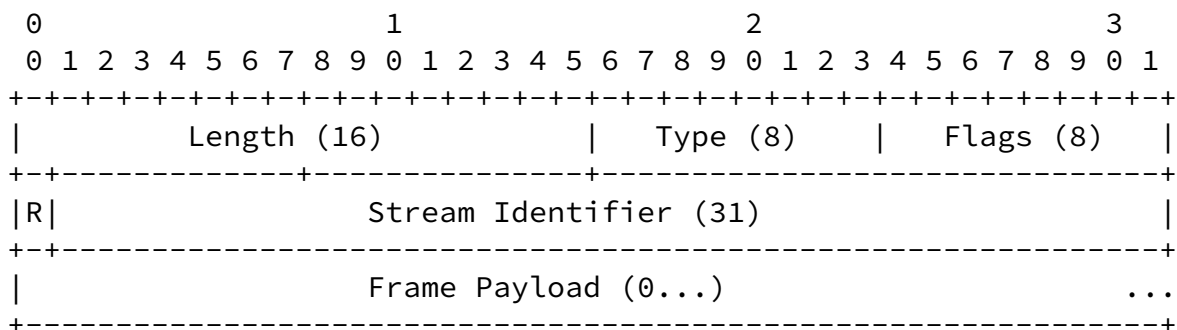 0                   1                   2                   3
 0 1 2 3 4 5 6 7 8 9 0 1 2 3 4 5 6 7 8 9 0 1 2 3 4 5 6 7 8 9 0 1
+-+-+-+-+-+-+-+-+-+-+-+-+-+-+-+-+-+-+-+-+-+-+-+-+-+-+-+-+-+-+-+-+
|         Length (16)           |   Type (8)    |   Flags (8)   |
+-+-------------+---------------+-------------------------------+
|R|                 Stream Identifier (31)                      |
+-+-------------------------------------------------------------+
|                   Frame Payload (0...)                      ...
+---------------------------------------------------------------+